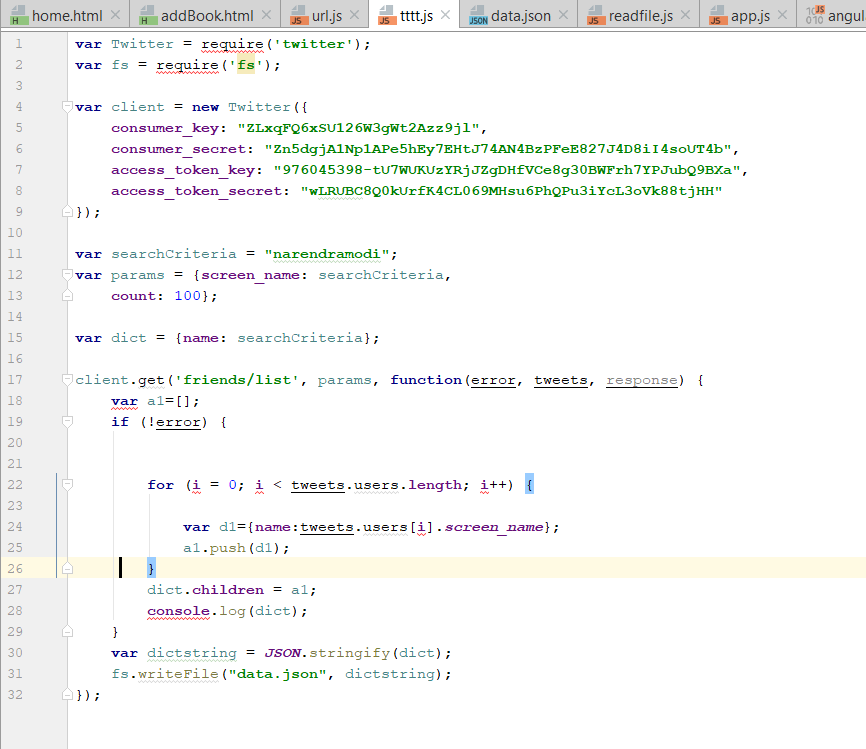 home.html addBook.html url.js tttt.js data.json readfile.js app.js angul
1 var Twitter = require('twitter');
2 var fs = require('fs');
3
4 var client = new Twitter({
5 consumer_key: "ZLxqFQ6xSU126W3gWt2Azz9jl",
6 consumer_secret: "Zn5dgjA1Np1APe5hEy7EHtJ74AN4BzPFeE827J4D8iI4soUT4b",
7 access_token_key: "976045398-tU7WUKUzYRjJZgDHfVCe8g30BWFrh7YPJubQ9BXa",
8 access_token_secret: "wLRUBC8Q0kUrfK4CL069MHsu6PhQPu3iYcL3oVk88tjHH"
9 });
10
11 var searchCriteria = "narendramodi";
12 var params = {screen_name: searchCriteria,
13 count: 100};
14
15 var dict = {name: searchCriteria};
16
17 client.get('friends/list', params, function(error, tweets, response) {
18 var a1=[];
19 if (!error) {
20
21
22 for (i = 0; i < tweets.users.length; i++) {
23
24 var d1={name:tweets.users[i].screen_name};
25 a1.push(d1);
26 }
27 dict.children = a1;
28 console.log(dict);
29 }
30 var dictstring = JSON.stringify(dict);
31 fs.writeFile("data.json", dictstring);
32 });